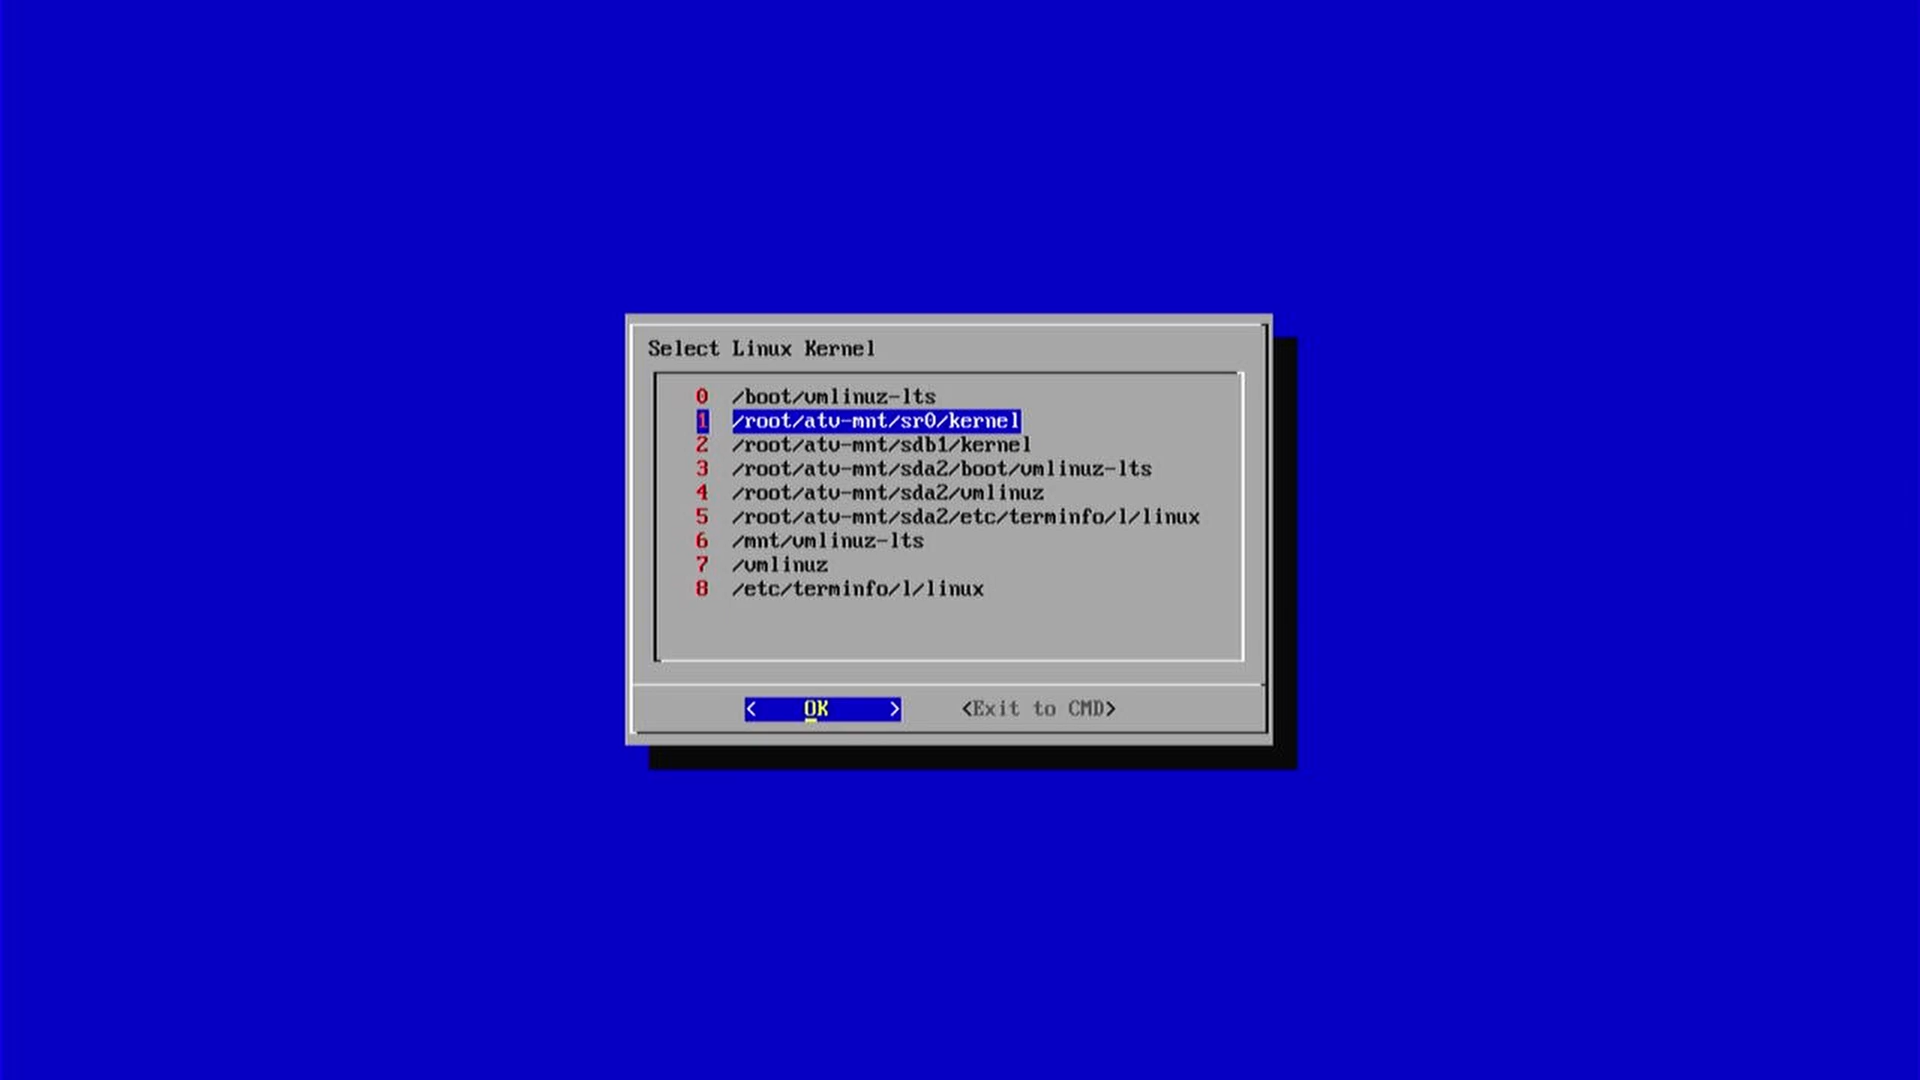 Select Linux Kernel
0 /boot/vmlinuz-lts
1 /root/atv-mnt/sr0/kernel
2 /root/atv-mnt/sdb1/kernel
3 /root/atv-mnt/sda2/boot/vmlinuz-lts
4 /root/atv-mnt/sda2/vmlinuz
5 /root/atv-mnt/sda2/etc/terminfo/l/linux
6 /mnt/vmlinuz-lts
7 /vmlinuz
8 /etc/terminfo/l/linux
< OK > <Exit to CMD>